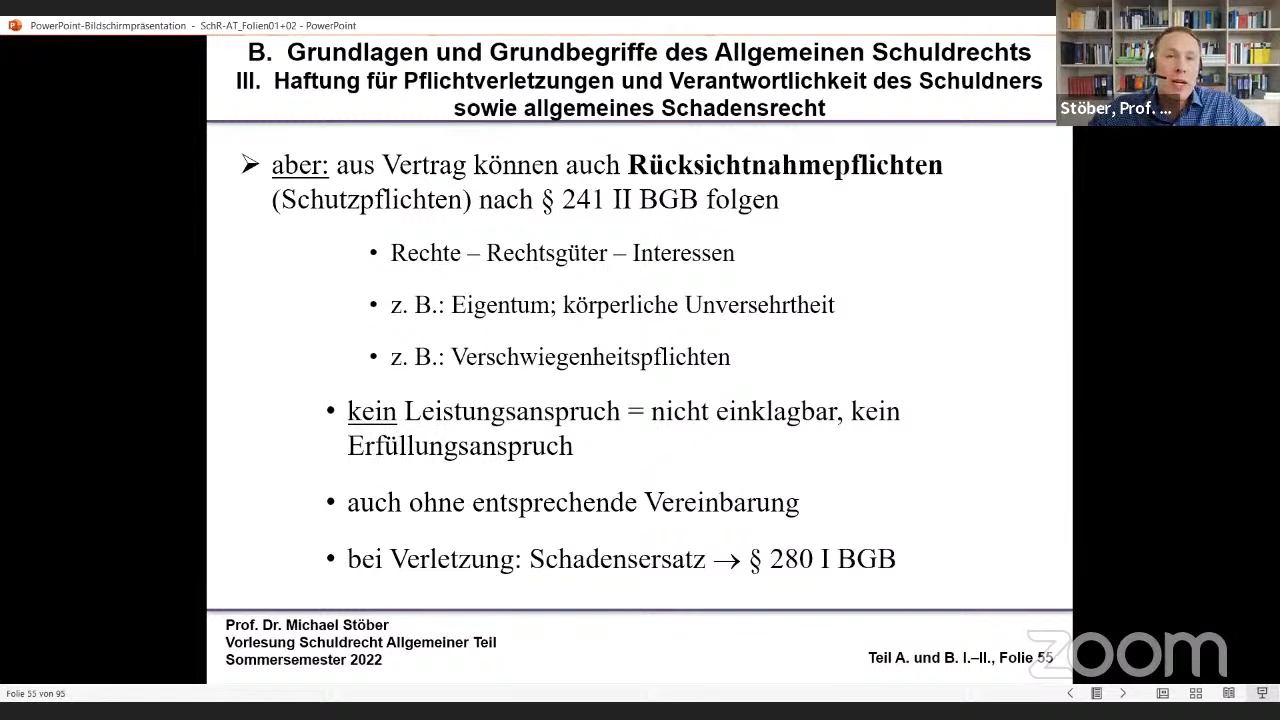 PowerPoint-Bildschirmpräsentation - SchR-AT_Folien01+02 - PowerPoint
B. Grundlagen und Grundbegriffe des Allgemeinen Schuldrechts
III. Haftung für Pflichtverletzungen und Verantwortlichkeit des Schuldners
sowie allgemeines Schadensrecht
Stöber, Prof. ...
➢ aber: aus Vertrag können auch Rücksichtnahmepflichten
(Schutzpflichten) nach § 241 II BGB folgen
• Rechte – Rechtsgüter – Interessen
• z. B.: Eigentum; körperliche Unversehrtheit
• z. B.: Verschwiegenheitspflichten
• kein Leistungsanspruch = nicht einklagbar, kein
Erfüllungsanspruch
• auch ohne entsprechende Vereinbarung
• bei Verletzung: Schadensersatz → § 280 I BGB
Prof. Dr. Michael Stöber
Vorlesung Schuldrecht Allgemeiner Teil
Sommersemester 2022
Teil A. und B. I.–II., Folie 55
zoom
Folie 55 von 95